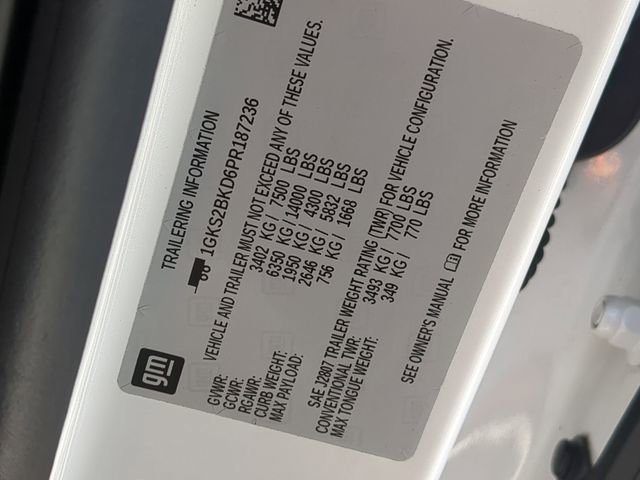 TRAILERING INFORMATION
1GKS2BKD6PR187236
gm
VEHICLE AND TRAILER MUST NOT EXCEED ANY OF THESE VALUES.
GVWR: 3402 KG/ 7500 LBS
GCWR: 6350 KG/ 14000 LBS
RGAWR: 1950 KG/ 4300 LBS
CURB WEIGHT: 2646 KG/ 5832 LBS
MAX PAYLOAD: 756 KG/ 1668 LBS
SAE J2807 TRAILER WEIGHT RATING (TWR) FOR VEHICLE CONFIGURATION.
CONVENTIONAL TWR: 3493 KG/ 7700 LBS
MAX TONGUE WEIGHT: 349 KG/ 770 LBS
SEE OWNER'S MANUAL FOR MORE INFORMATION